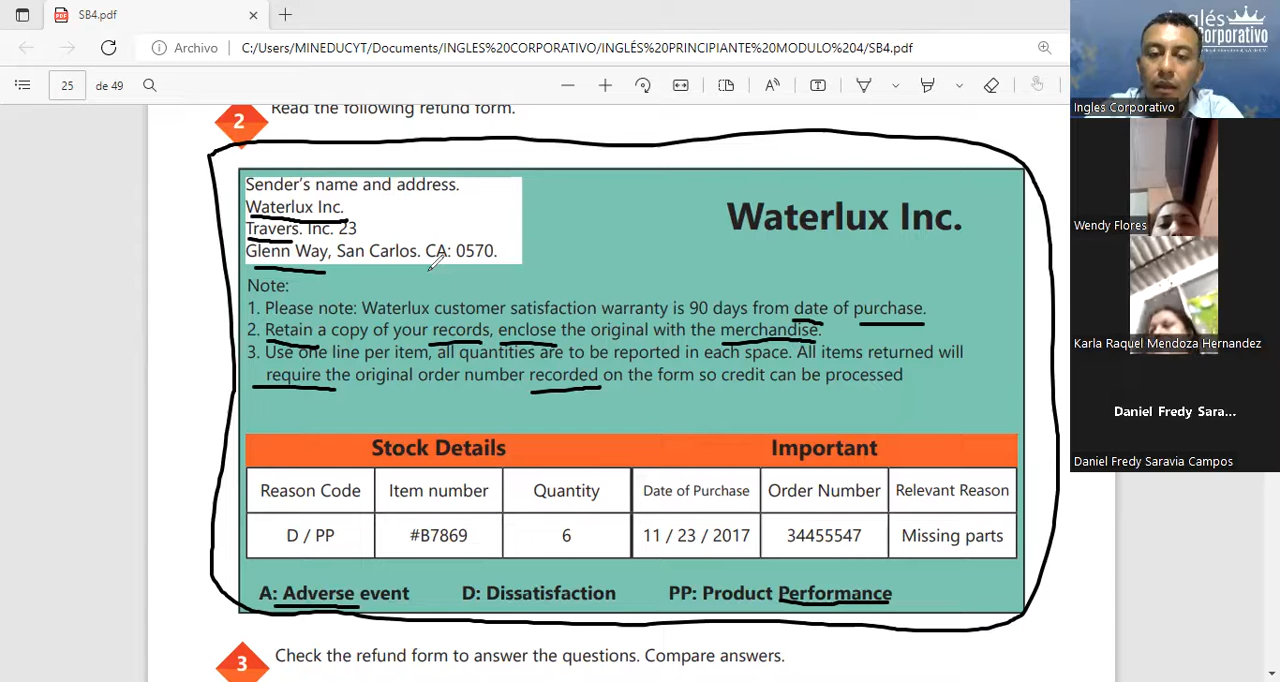 SB4.pdf
Archivo
C:/Users/MINEDUCYT/Documents/INGLES%20CORPORATIVO/INGLÉS%20PRINCIPIANTE%20MODULO%204/SB4.pdf
25
de 49
2
Read the following refund form.
Sender's name and address.
Waterlux Inc.
Travers. Inc. 23
Glenn Way, San Carlos. CA: 0570.
Waterlux Inc.
Note:
1. Please note: Waterlux customer satisfaction warranty is 90 days from date of purchase.
2. Retain a copy of your records, enclose the original with the merchandise.
3. Use one line per item, all quantities are to be reported in each space. All items returned will
require the original order number recorded on the form so credit can be processed
Stock Details Important
Reason Code Item number Quantity Date of Purchase Order Number Relevant Reason
D / PP #B7869 6 11 / 23 / 2017 34455547 Missing parts
A: Adverse event D: Dissatisfaction PP: Product Performance
3
Check the refund form to answer the questions. Compare answers.
Inglés
Corporativo
Ingles Corporativo
Wendy Flores
Karla Raquel Mendoza Hernandez
Daniel Fredy Sara...
Daniel Fredy Saravia Campos